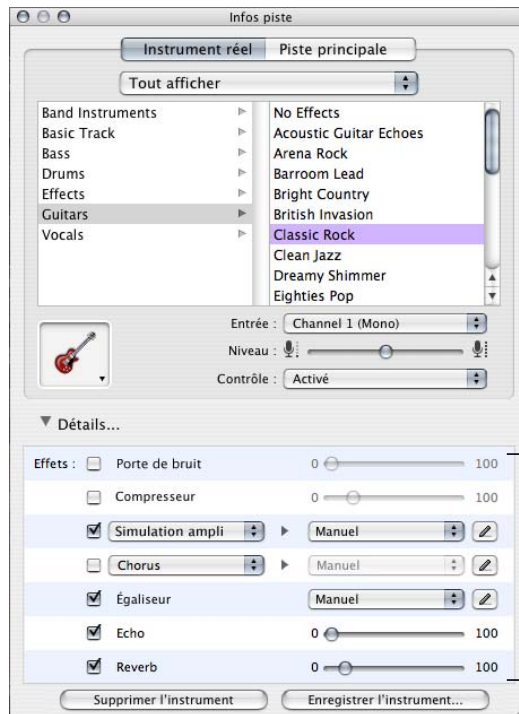 Infos piste
Instrument réel Piste principale
Tout afficher
Band Instruments No Effects
Basic Track Acoustic Guitar Echoes
Bass Arena Rock
Drums Barroom Lead
Effects Bright Country
Guitars British Invasion
Vocals Classic Rock
Clean Jazz
Dreamy Shimmer
Eighties Pop
Entrée : Channel 1 (Mono)
Niveau :
Contrôle : Activé
Détails...
Effets : Porte de bruit 0 100
Compresseur 0 100
Simulation ampli Manuel
Chorus Manuel
Égaliseur Manuel
Echo 0 100
Reverb 0 100
Supprimer l'instrument Enregistrer l'instrument...